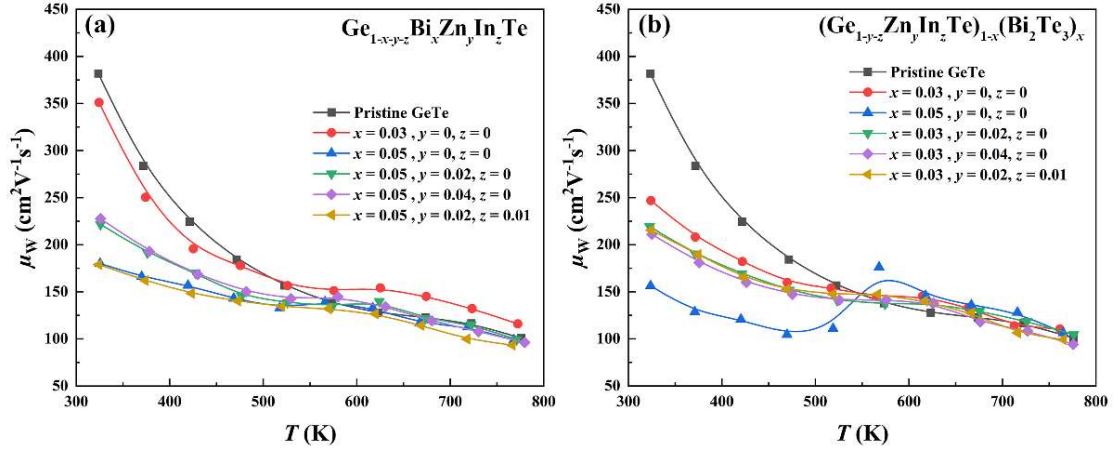 (a)
Ge1-x-y-zBixZnyInzTe
Pristine GeTe
x = 0.03 , y = 0, z = 0
x = 0.05 , y = 0, z = 0
x = 0.05 , y = 0.02, z = 0
x = 0.05 , y = 0.04, z = 0
x = 0.05 , y = 0.02, z = 0.01
450
400
350
300
250
200
150
100
50
μW (cm2V-1s-1)
300 400 500 600 700 800
T (K)
(b)
(Ge1-y-zZnyInzTe)1-x(Bi2Te3)x
Pristine GeTe
x = 0.03 , y = 0, z = 0
x = 0.05 , y = 0, z = 0
x = 0.03 , y = 0.02, z = 0
x = 0.03 , y = 0.04, z = 0
x = 0.03 , y = 0.02, z = 0.01
450
400
350
300
250
200
150
100
50
μW (cm2V-1s-1)
300 400 500 600 700 800
T (K)